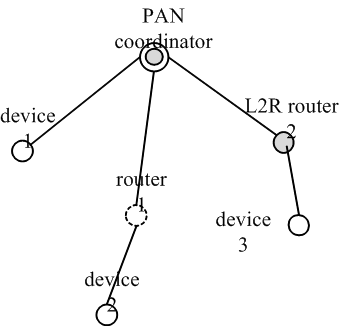 PAN
coordinator
device
1
L2R router
2
router
1
device
3
device
2